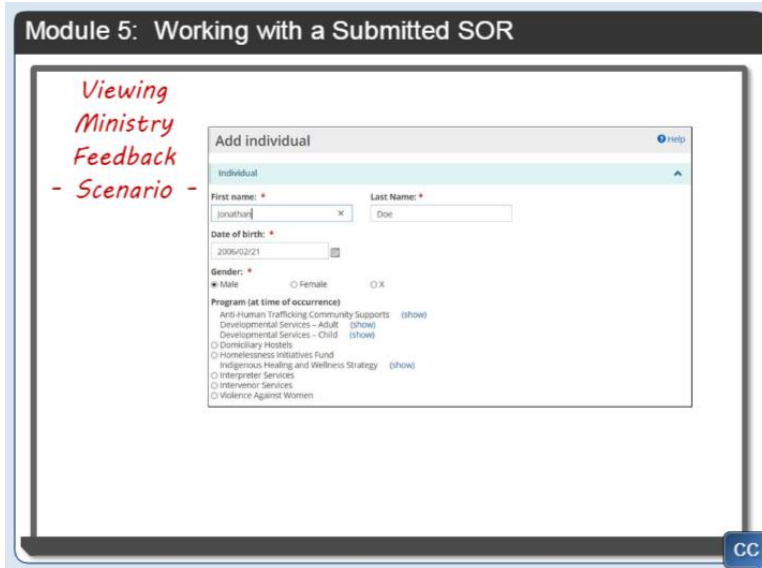 Module 5: Working with a Submitted SOR
Viewing
Ministry
Feedback
- Scenario -
Add individual
? Help
Individual
First name: * Last Name: *
Jonathan × Doe
Date of birth: *
2006/02/21
Gender: *
Male Female X
Program (at time of occurrence)
Anti-Human Trafficking Community Supports (show)
Developmental Services – Adult (show)
Developmental Services – Child (show)
Domiciliary Hostels
Homelessness Initiatives Fund
Indigenous Healing and Wellness Strategy (show)
Interpreter Services
Intervenor Services
Violence Against Women
CC